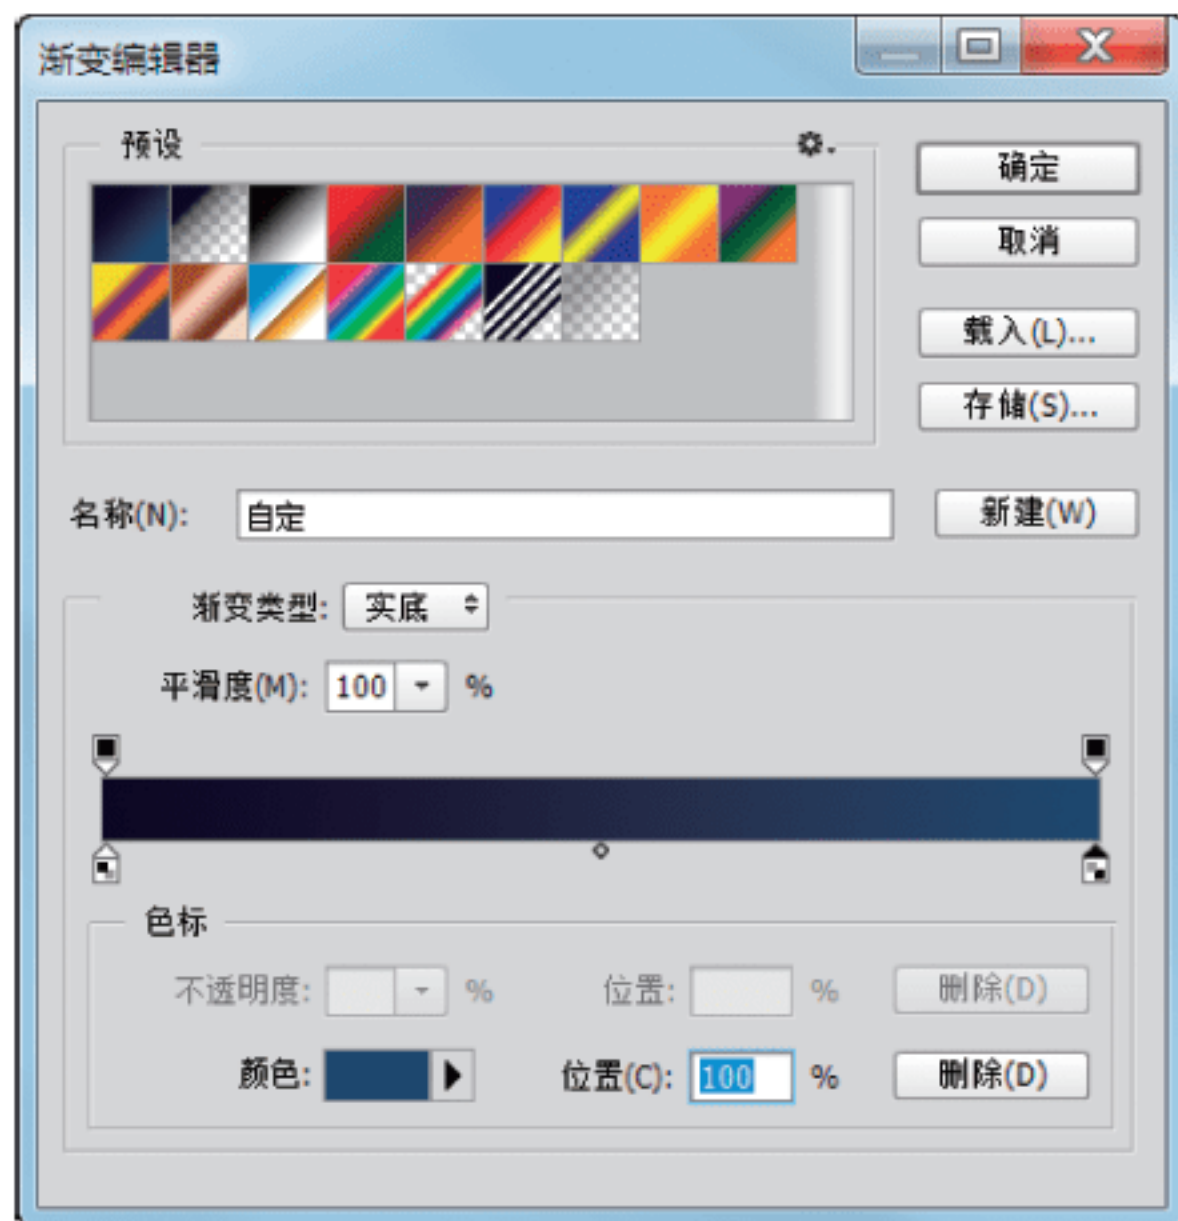 渐变编辑器
预设
确定
取消
载入(L)...
存储(S)...
名称(N): 自定 新建(W)
渐变类型: 实底
平滑度(M): 100 %
色标
不透明度: % 位置: % 删除(D)
颜色: 位置(C): 100 % 删除(D)